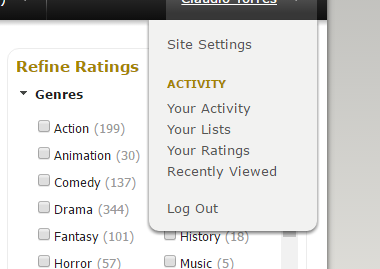 Claudio Torres
Site Settings
ACTIVITY
Your Activity
Your Lists
Your Ratings
Recently Viewed
Log Out
Refine Ratings
Genres
Action (199)
Animation (30)
Comedy (137)
Drama (344)
Fantasy (101)
History (18)
Horror (57)
Music (5)